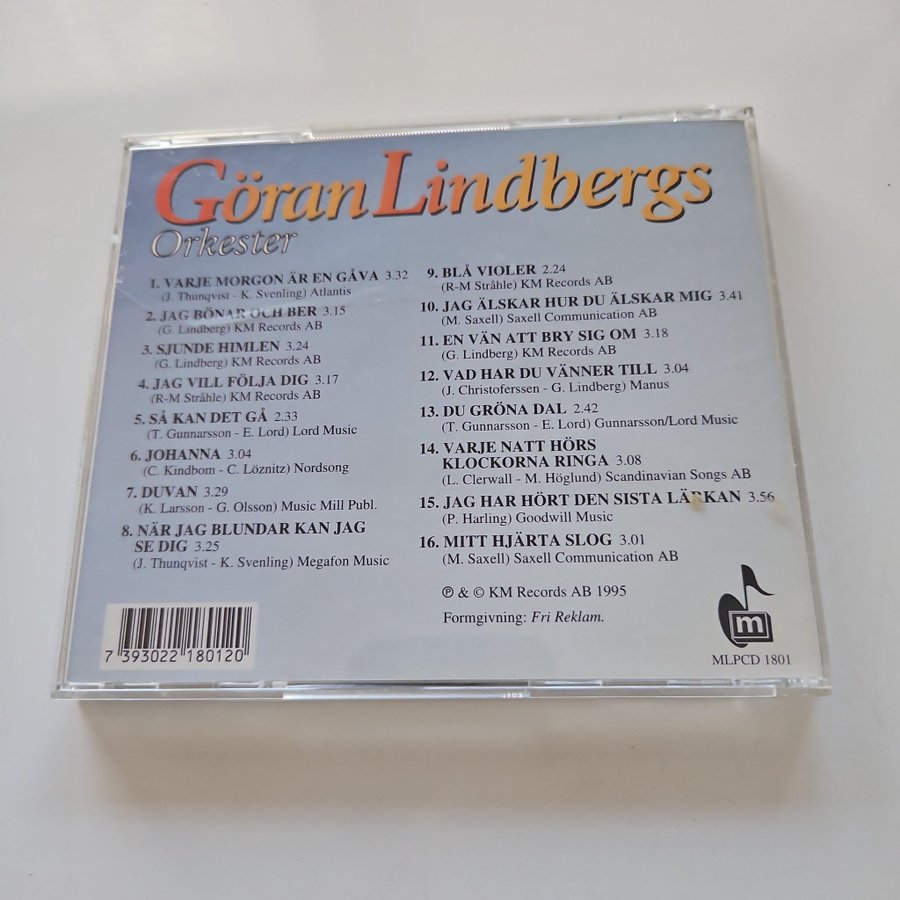 Göran Lindbergs
Orkester
1. VARJE MORGON ÄR EN GÅVA 3.32
(J. Thunqvist - K. Svenling) Atlantis
2. JAG BÖNAR OCH BER 3.15
(G. Lindberg) KM Records AB
3. SJUNDE HIMLEN 3.24
(G. Lindberg) KM Records AB
4. JAG VILL FÖLJA DIG 3.17
(R-M Stråhle) KM Records AB
5. SÅ KAN DET GÅ 2.33
(T. Gunnarsson - E. Lord) Lord Music
6. JOHANNA 3.04
(C. Kindbom - C. Löznitz) Nordsong
7. DUVAN 3.29
(K. Larsson - G. Olsson) Music Mill Publ.
8. NÄR JAG BLUNDAR KAN JAG
SE DIG 3.25
(J. Thunqvist - K. Svenling) Megafon Music
9. BLÅ VIOLER 2.24
(R-M Stråhle) KM Records AB
10. JAG ÄLSKAR HUR DU ÄLSKAR MIG 3.41
(M. Saxell) Saxell Communication AB
11. EN VÄN ATT BRY SIG OM 3.18
(G. Lindberg) KM Records AB
12. VAD HAR DU VÄNNER TILL 3.04
(J. Christoferssen - G. Lindberg) Manus
13. DU GRÖNA DAL 2.42
(T. Gunnarsson - E. Lord) Gunnarsson/Lord Music
14. VARJE NATT HÖRS
KLOCKORNA RINGA 3.08
(L. Clerwall - M. Höglund) Scandinavian Songs AB
15. JAG HAR HÖRT DEN SISTA LÄRKAN 3.56
(P. Harling) Goodwill Music
16. MITT HJÄRTA SLOG 3.01
(M. Saxell) Saxell Communication AB
℗ & © KM Records AB 1995
Formgivning: Fri Reklam.
7 393022 180120
m
MLPCD 1801